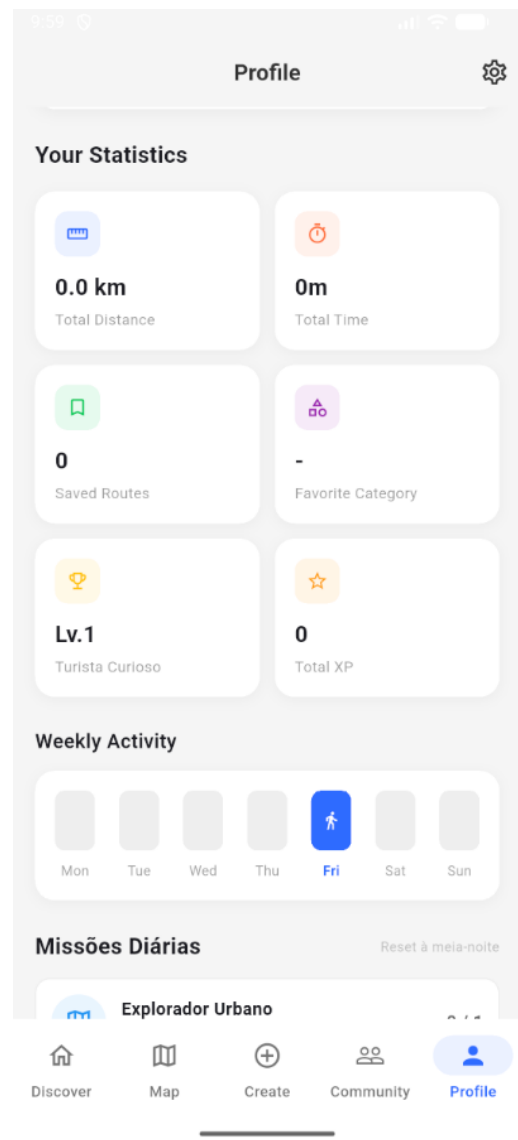 9:59
Profile
Your Statistics
0.0 km
Total Distance
0m
Total Time
0
Saved Routes
-
Favorite Category
Lv.1
Turista Curioso
0
Total XP
Weekly Activity
Mon Tue Wed Thu Fri Sat Sun
Missões Diárias Reset à meia-noite
Explorador Urbano
Discover Map Create Community Profile